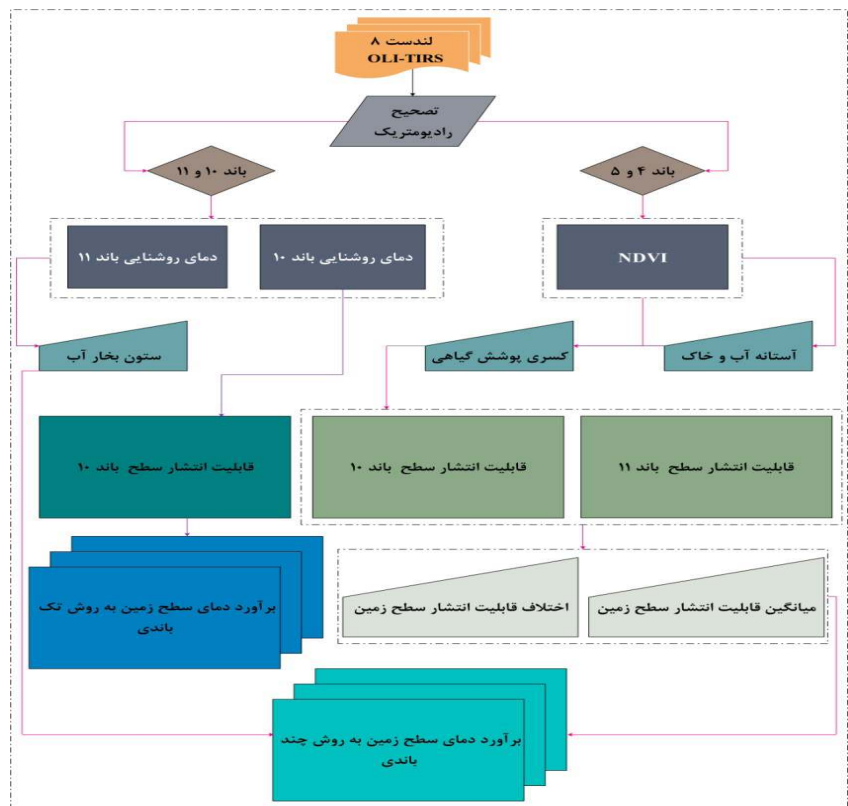 لندست ۸
OLI-TIRS
تصحیح
رادیومتریک
باند ۴ و ۵
باند ۱۰ و ۱۱
NDVI
دمای روشنایی باند ۱۰
دمای روشنایی باند ۱۱
آستانه آب و خاک
کسری پوشش گیاهی
ستون بخار آب
قابلیت انتشار سطح باند ۱۱
قابلیت انتشار سطح باند ۱۰
قابلیت انتشار سطح باند ۱۰
میانگین قابلیت انتشار سطح زمین
اختلاف قابلیت انتشار سطح زمین
برآورد دمای سطح زمین به روش تک
باندی
برآورد دمای سطح زمین به روش چند
باندی